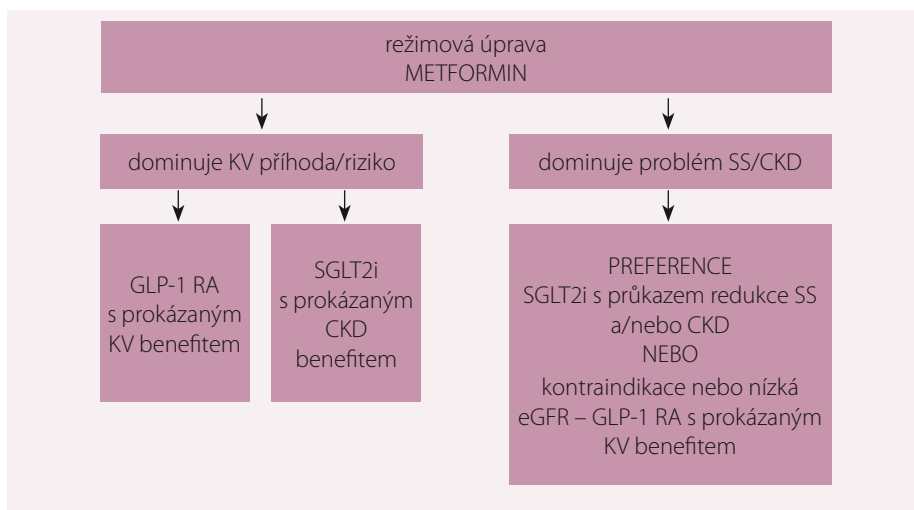 režimová úprava
METFORMIN
dominuje KV příhoda/riziko
dominuje problém SS/CKD
GLP-1 RA
s prokázaným
KV benefitem
SGLT2i
s prokázaným
CKD
benefitem
PREFERENCE
SGLT2i s průkazem redukce SS
a/nebo CKD
NEBO
kontraindikace nebo nízká
eGFR – GLP-1 RA s prokázaným
KV benefitem